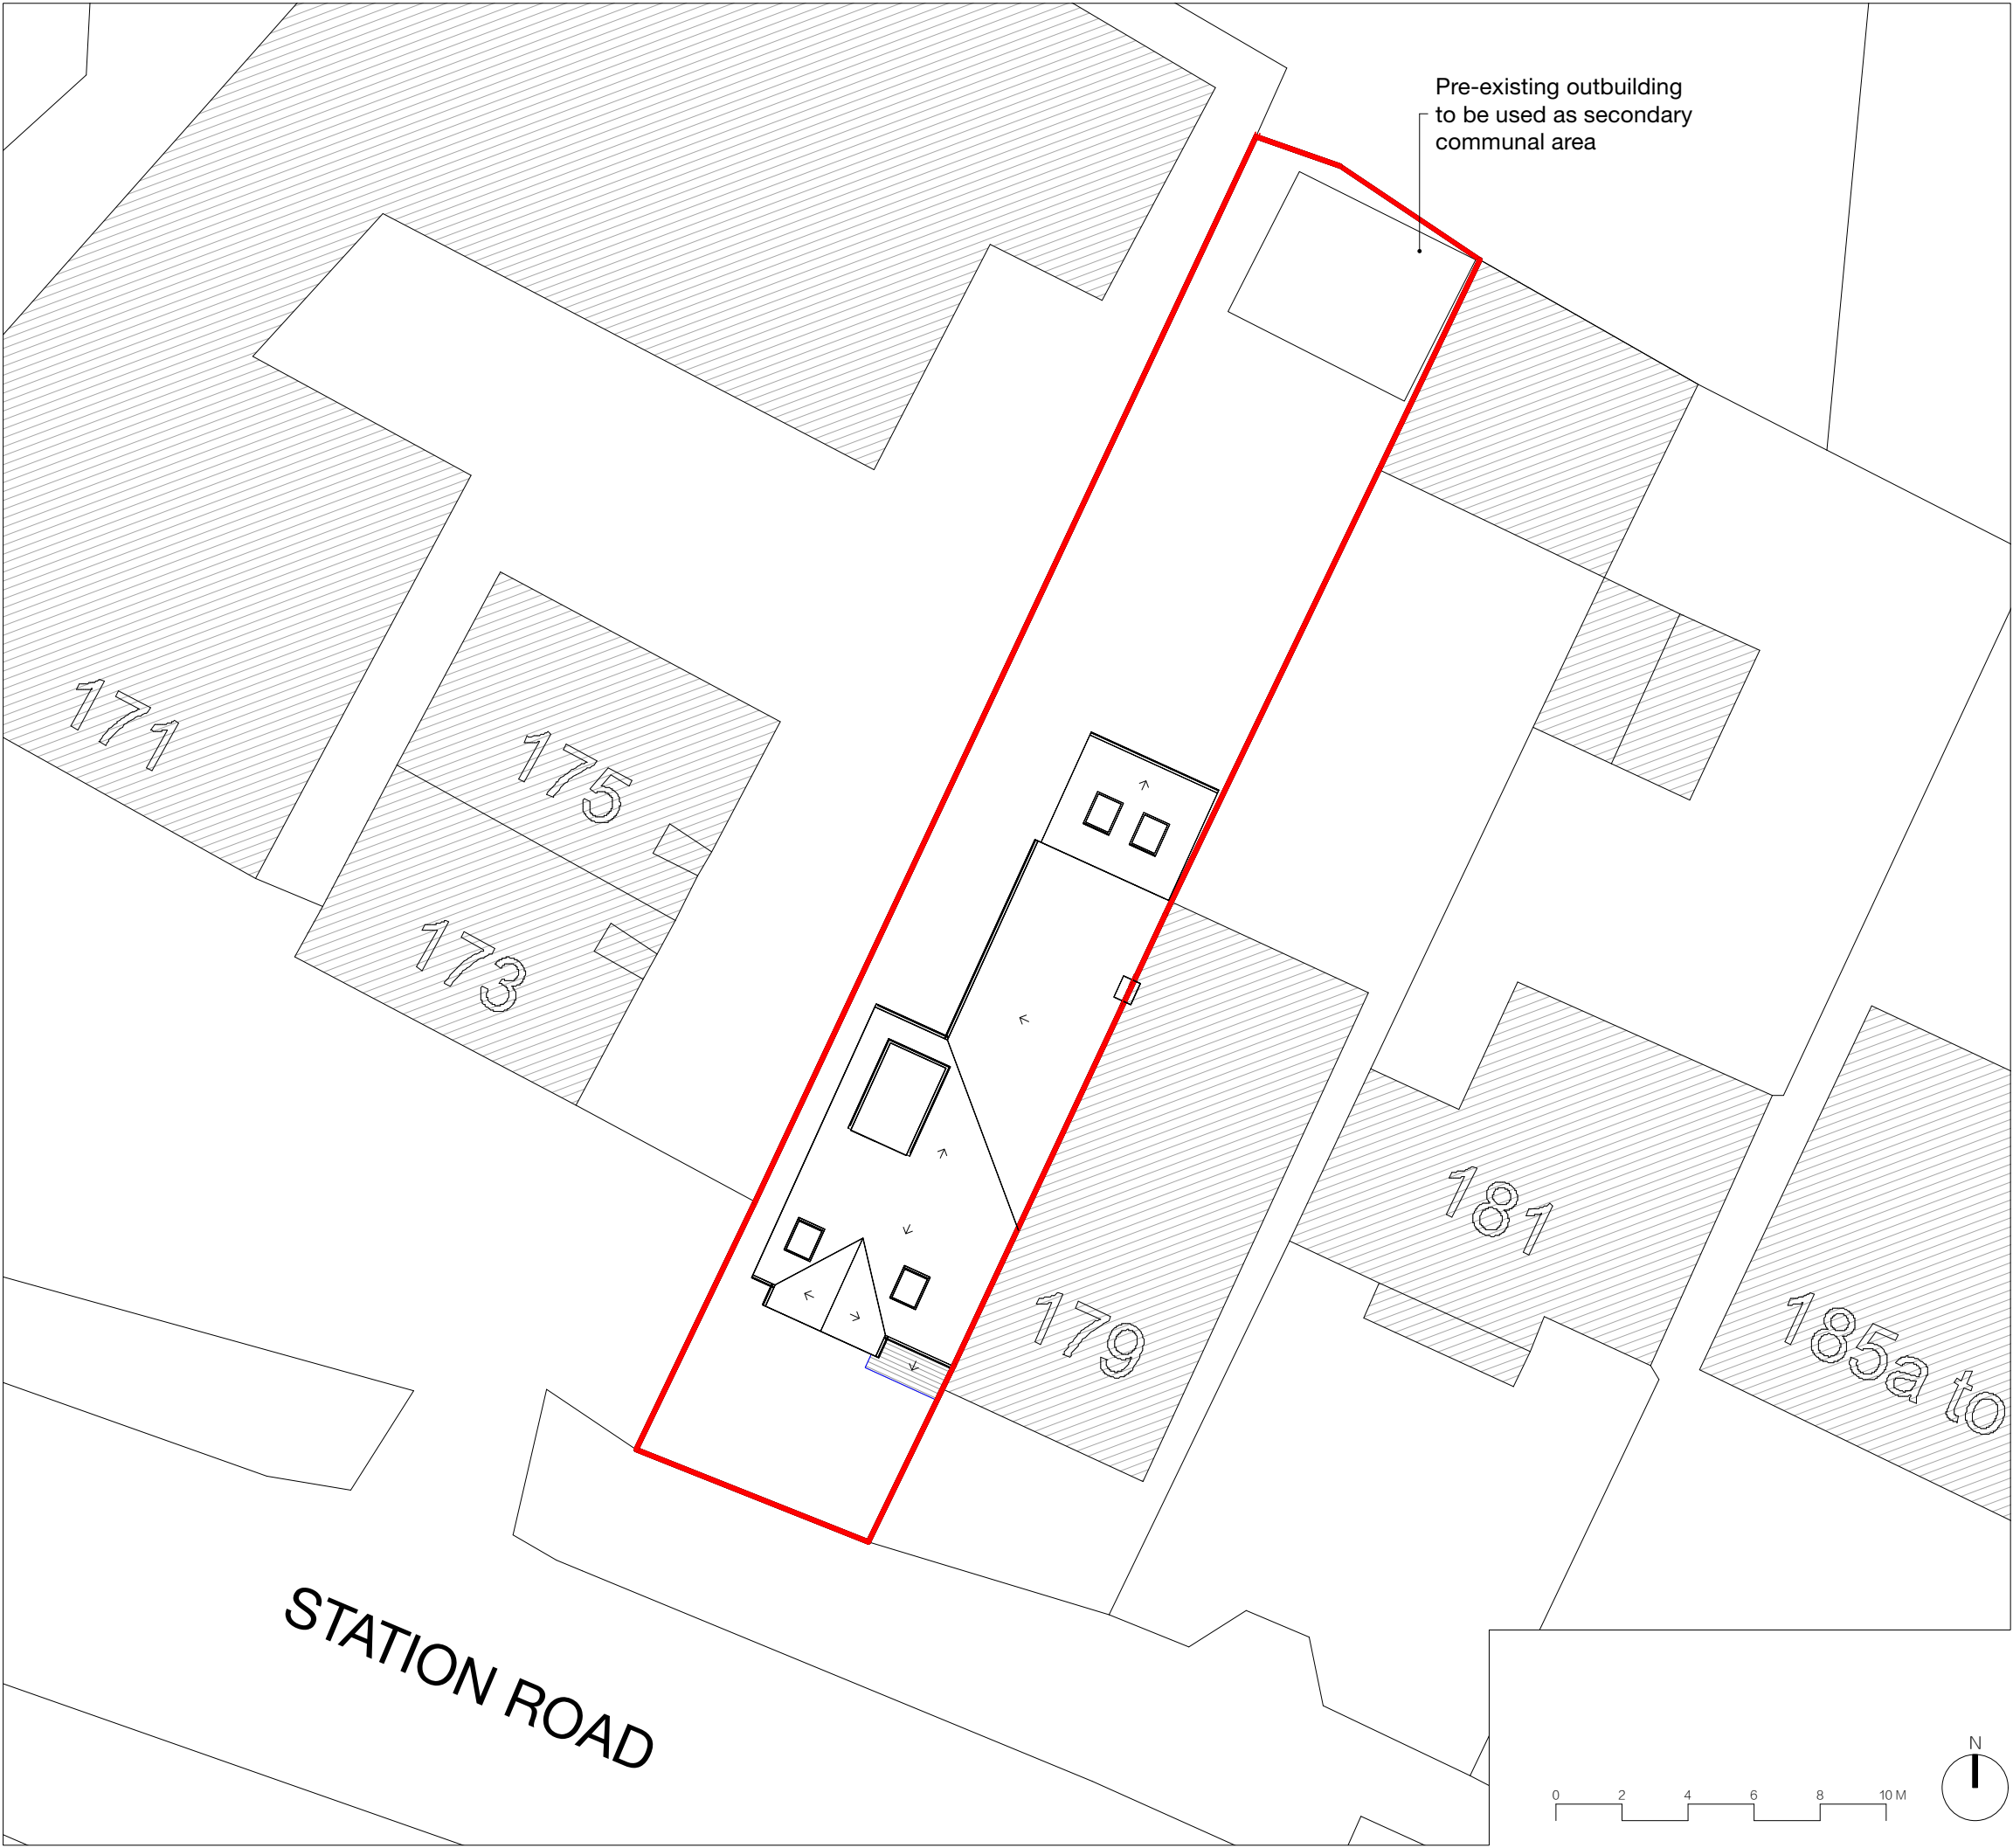 Pre-existing outbuilding
to be used as secondary
communal area
171
175
173
179
181
185a to
STATION ROAD
N
0 2 4 6 8 10 M